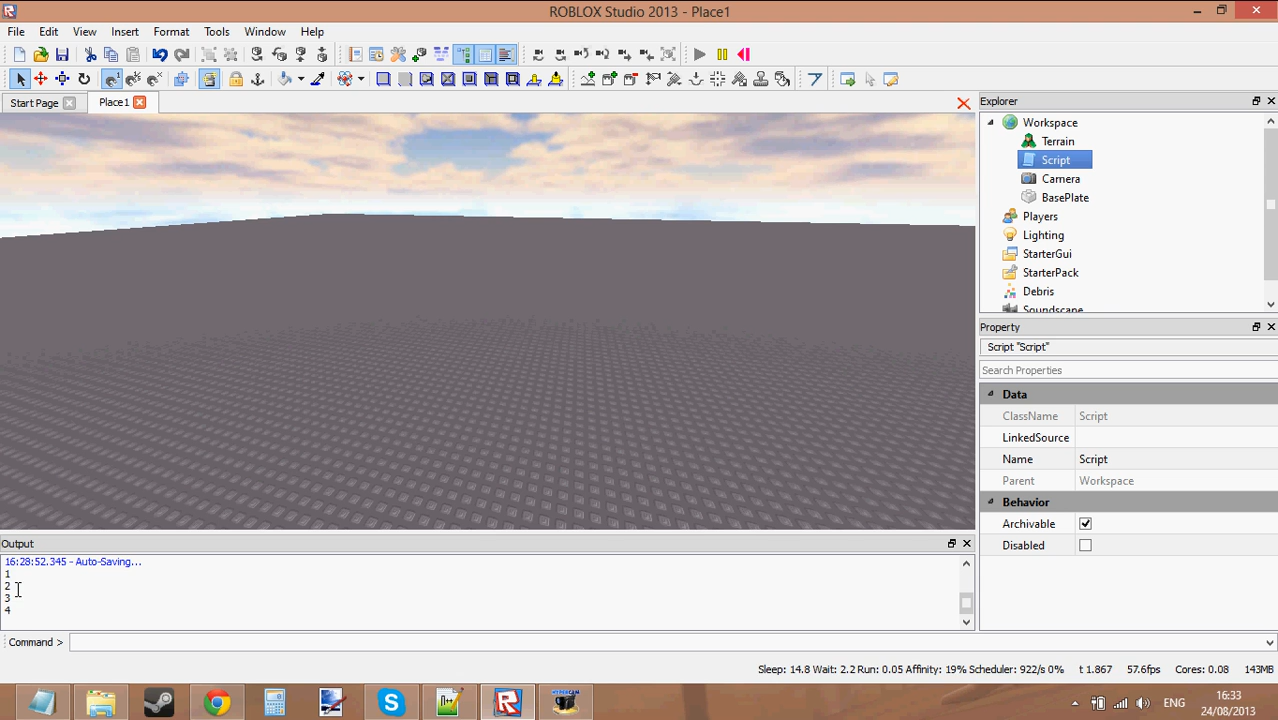 ROBLOX Studio 2013 - Place1
File Edit View Insert Format Tools Window Help
Start Page
Place1
Explorer
Workspace
Terrain
Script
Camera
BasePlate
Players
Lighting
StarterGui
StarterPack
Debris
Soundscape
Property
Script "Script"
Search Properties
Data
ClassName Script
LinkedSource
Name Script
Parent Workspace
Behavior
Archivable
Disabled
Output
16:28:52.345 - Auto-Saving...
1
2
3
4
Command >
Sleep: 14.8 Wait: 2.2 Run: 0.05 Affinity: 19% Scheduler: 922/s 0% t 1.867 57.6fps Cores: 0.08 143MB
ENG
16:33
24/08/2013